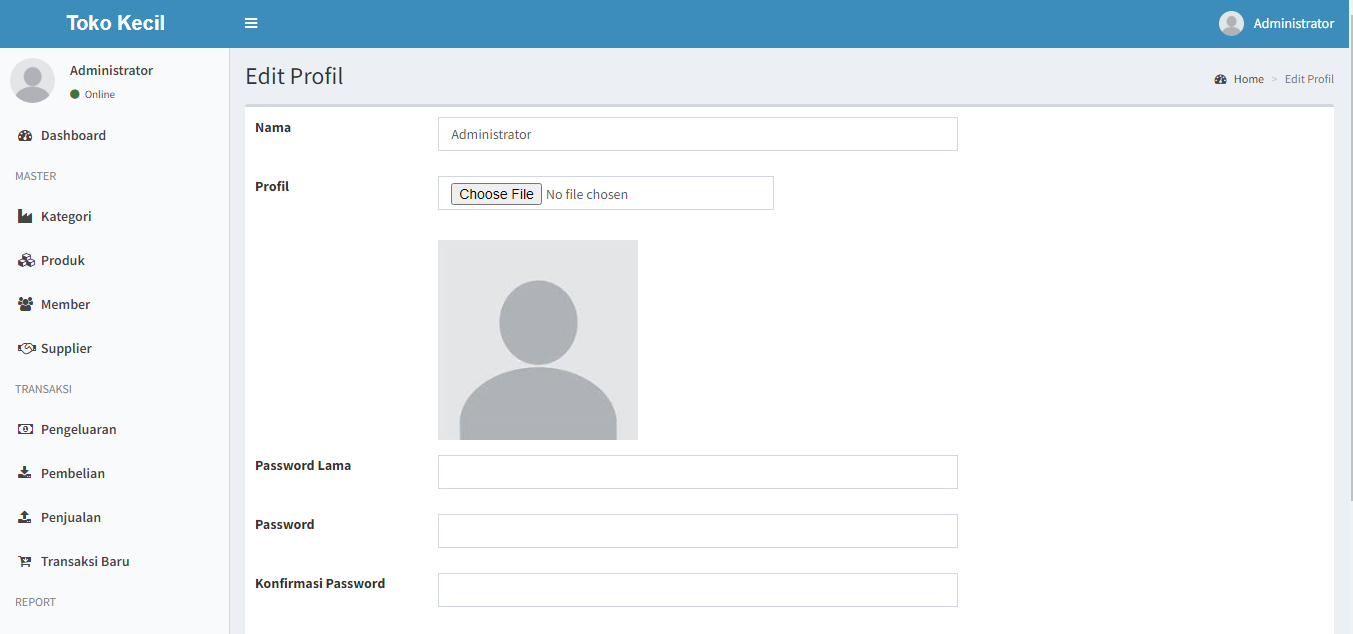 Toko Kecil
Administrator
Administrator
Online
Dashboard
MASTER
Kategori
Produk
Member
Supplier
TRANSAKSI
Pengeluaran
Pembelian
Penjualan
Transaksi Baru
REPORT
Edit Profil
Home > Edit Profil
Nama
Administrator
Profil
Choose File No file chosen
Password Lama
Password
Konfirmasi Password